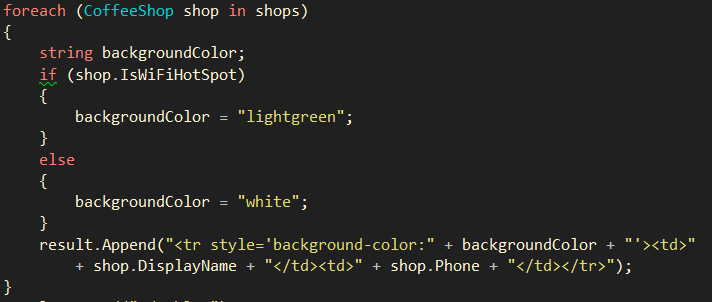 foreach (CoffeeShop shop in shops)
{
    string backgroundColor;
    if (shop.IsWiFiHotSpot)
    {
        backgroundColor = "lightgreen";
    }
    else
    {
        backgroundColor = "white";
    }
    result.Append("<tr style='background-color:" + backgroundColor + "'><td>"
        + shop.DisplayName + "</td><td>" + shop.Phone + "</td></tr>");
}